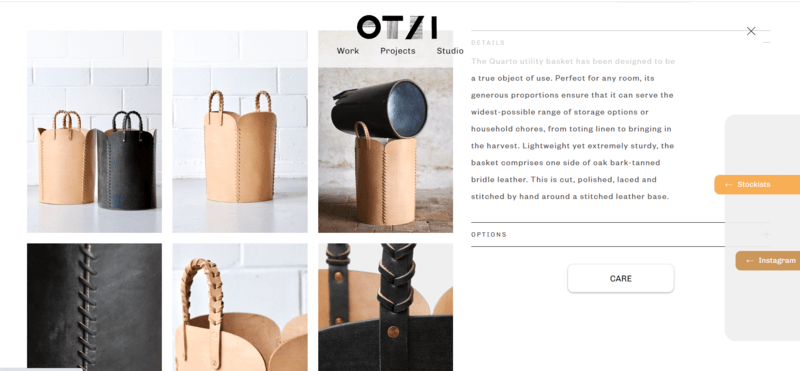 OTZI
Work Projects Studio
DETAILS
The Quarto utility basket has been designed to be
a true object of use. Perfect for any room, its
generous proportions ensure that it can serve the
widest-possible range of storage options or
household chores, from toting linen to bringing in
the harvest. Lightweight yet extremely sturdy, the
basket comprises one side of oak bark-tanned
bridle leather. This is cut, polished, laced and
stitched by hand around a stitched leather base.
← Stockists
OPTIONS
← Instagram
CARE